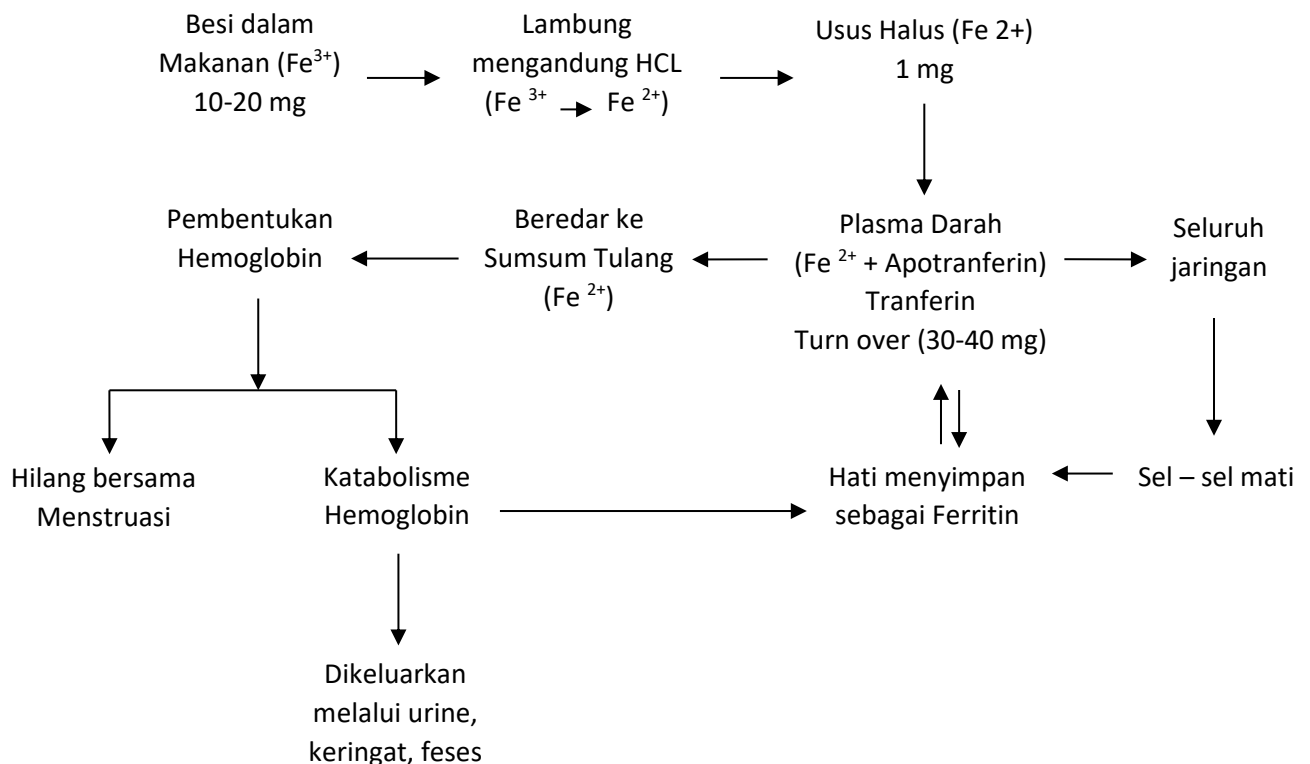 Besi dalam
Makanan (Fe³⁺)
10-20 mg
Lambung
mengandung HCL
(Fe ³⁺ → Fe ²⁺)
Usus Halus (Fe 2+)
1 mg
Pembentukan
Hemoglobin
Beredar ke
Sumsum Tulang
(Fe ²⁺)
Plasma Darah
(Fe ²⁺ + Apotranferin)
Tranferin
Turn over (30-40 mg)
Seluruh
jaringan
Hilang bersama
Menstruasi
Katabolisme
Hemoglobin
Hati menyimpan
sebagai Ferritin
Sel – sel mati
Dikeluarkan
melalui urine,
keringat, feses